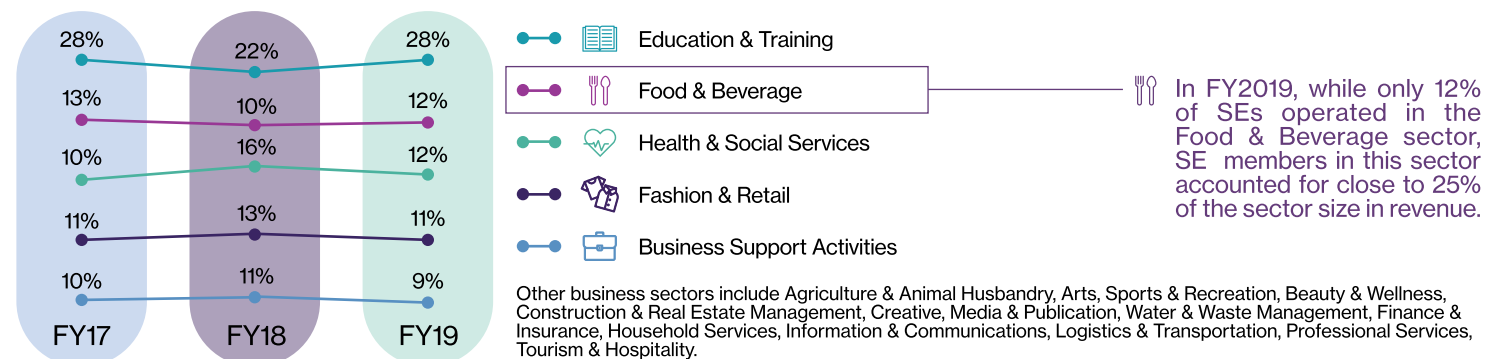 28% 22% 28%
13% 10% 12%
10% 16% 12%
11% 13% 11%
10% 11% 9%
FY17 FY18 FY19
Education & Training
Food & Beverage
Health & Social Services
Fashion & Retail
Business Support Activities
In FY2019, while only 12%
of SEs operated in the
Food & Beverage sector,
SE members in this sector
accounted for close to 25%
of the sector size in revenue.
Other business sectors include Agriculture & Animal Husbandry, Arts, Sports & Recreation, Beauty & Wellness,
Construction & Real Estate Management, Creative, Media & Publication, Water & Waste Management, Finance &
Insurance, Household Services, Information & Communications, Logistics & Transportation, Professional Services,
Tourism & Hospitality.